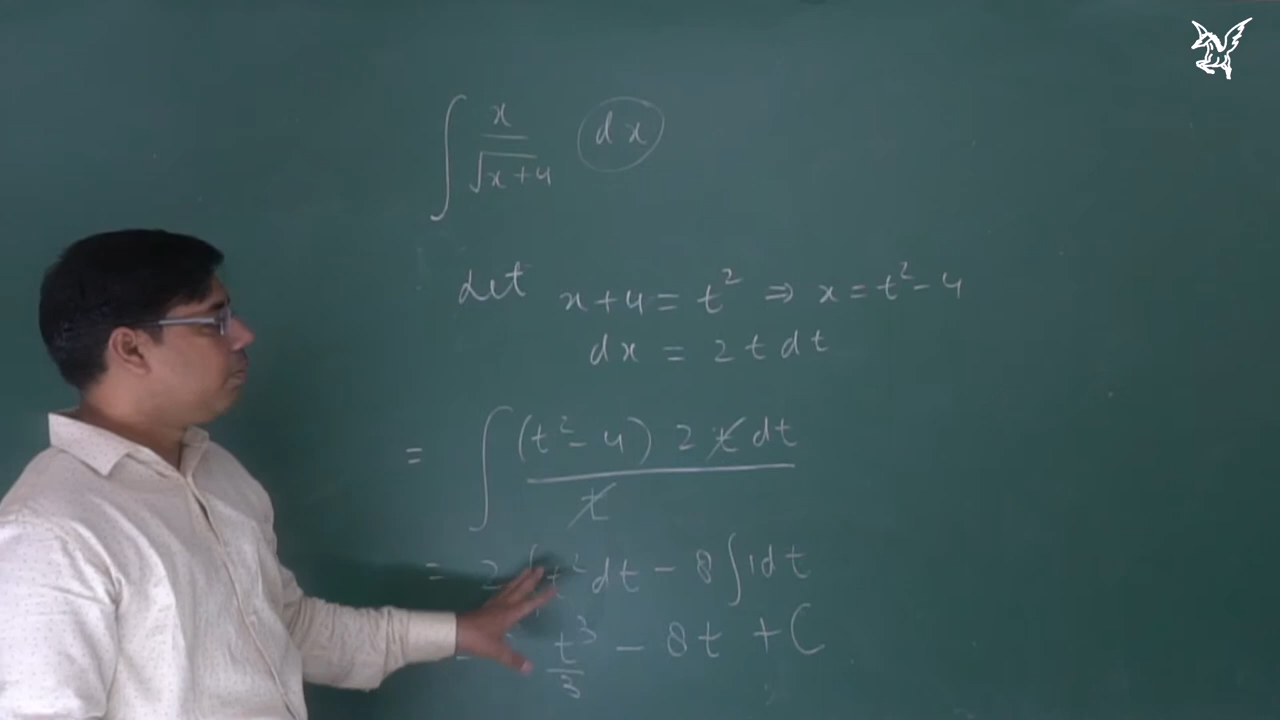 ∫ x/√x+4 dx
Let x+4 = t² ⇒ x = t²-4
dx = 2t dt
= ∫ (t²-4) 2t dt / t
= 2 ∫ t² dt - 8 ∫ 1 dt
t³/3 - 8t + C